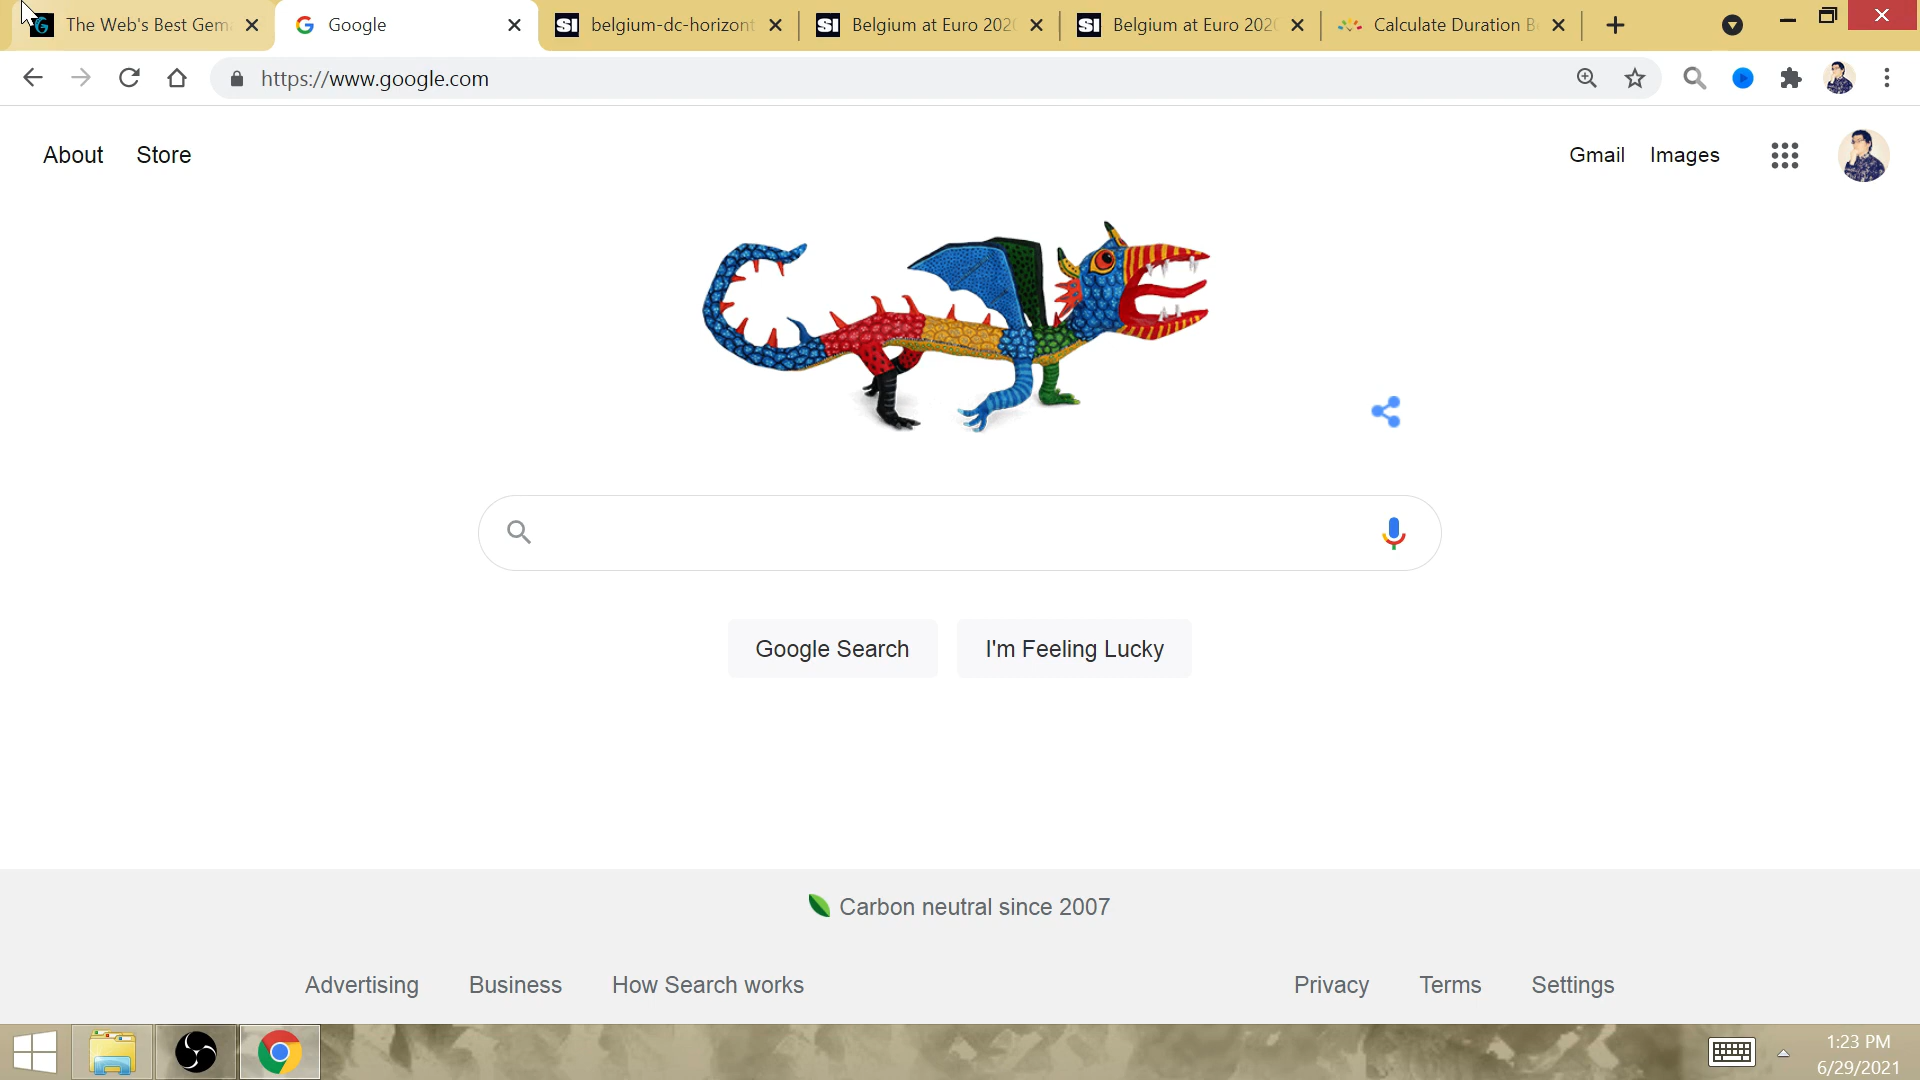 The Web's Best Gem
Google
belgium-dc-horizont
Belgium at Euro 202
Belgium at Euro 202
Calculate Duration B
https://www.google.com
About
Store
Gmail
Images
Google Search
I'm Feeling Lucky
Carbon neutral since 2007
Advertising
Business
How Search works
Privacy
Terms
Settings
1:23 PM
6/29/2021